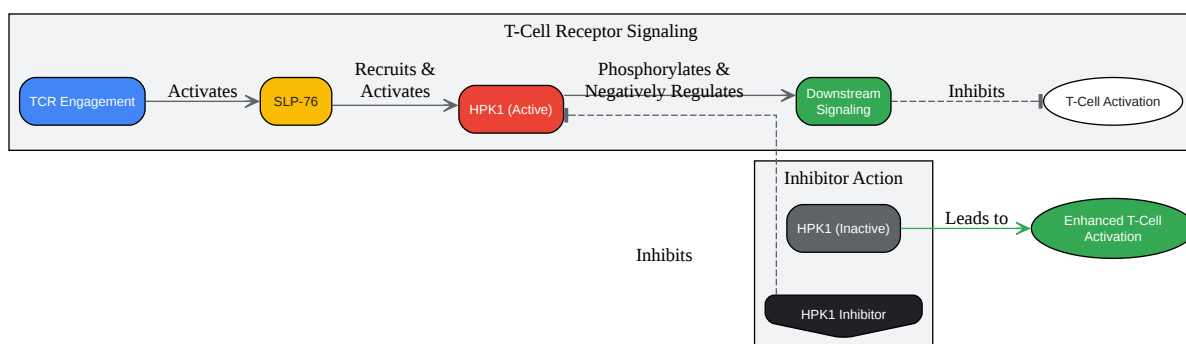 T-Cell Receptor Signaling
TCR Engagement
Activates
SLP-76
Recruits &
Activates
HPK1 (Active)
Phosphorylates &
Negatively Regulates
Downstream
Signaling
Inhibits
T-Cell Activation
Inhibitor Action
HPK1 (Inactive)
Leads to
Enhanced T-Cell
Activation
Inhibits
HPK1 Inhibitor